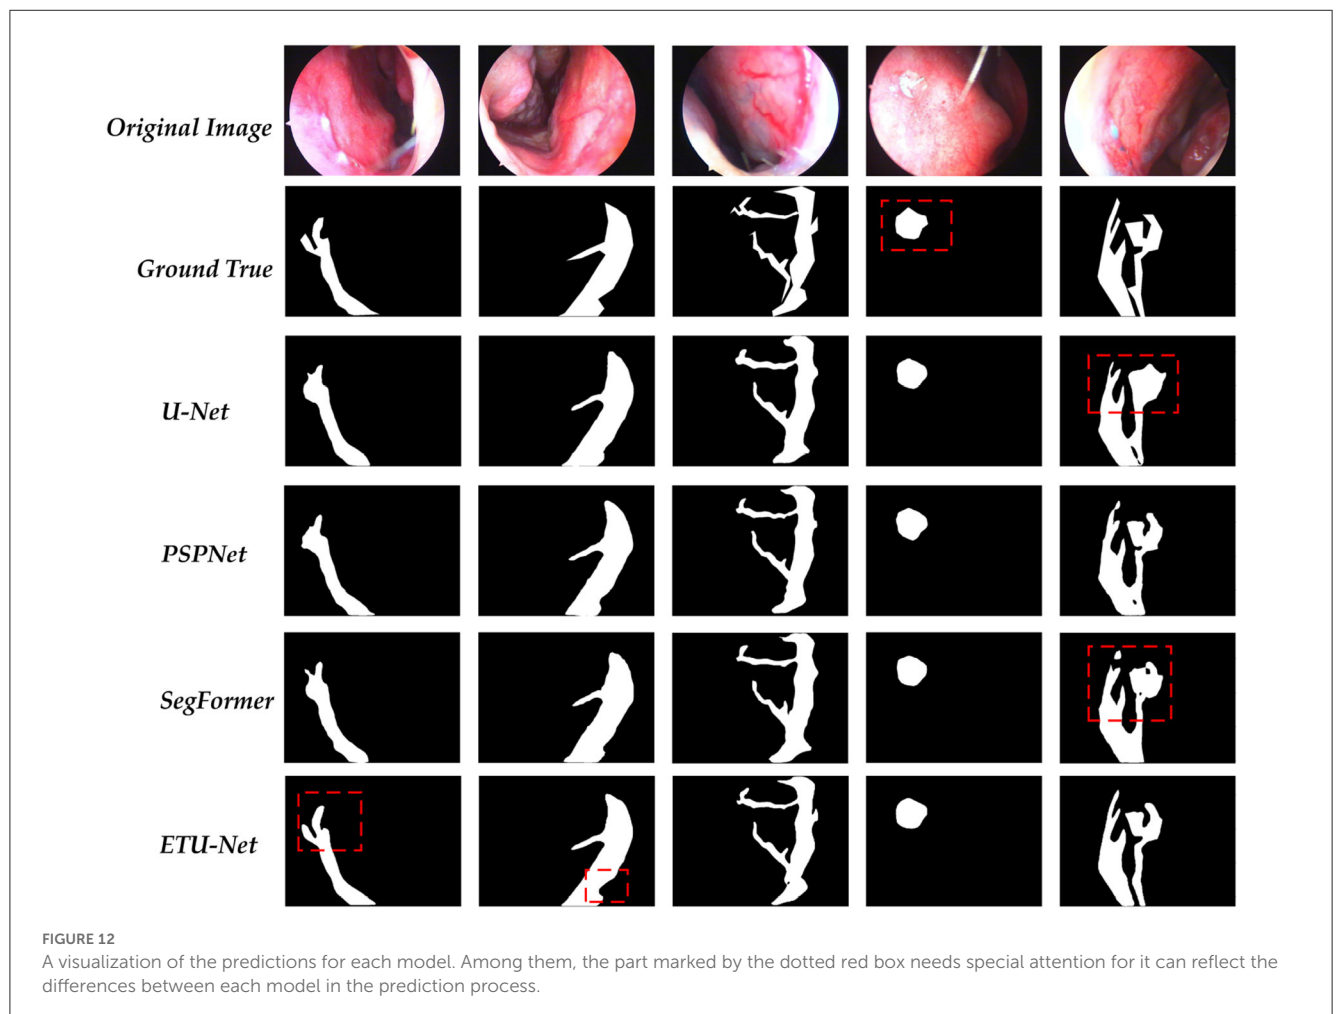 Original Image
Ground True
U-Net
PSPNet
SegFormer
ETU-Net
FIGURE 12
A visualization of the predictions for each model. Among them, the part marked by the dotted red box needs special attention for it can reflect the
differences between each model in the prediction process.